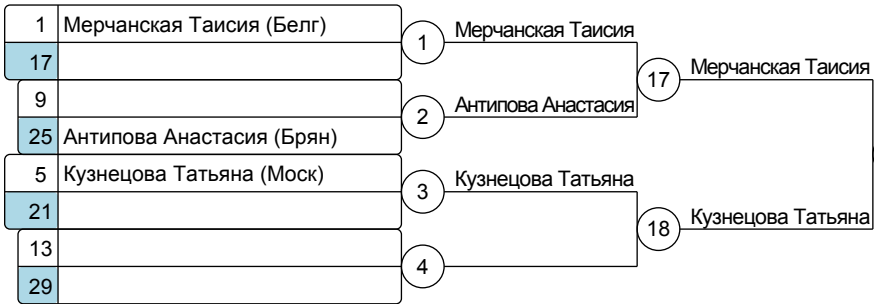 1 Мерчанская Таисия (Белг)
17
1 Мерчанская Таисия
9
25 Антипова Анастасия (Брян)
2 Антипова Анастасия
17 Мерчанская Таисия
5 Кузнецова Татьяна (Моск)
21
3 Кузнецова Татьяна
13
29
4
18 Кузнецова Татьяна